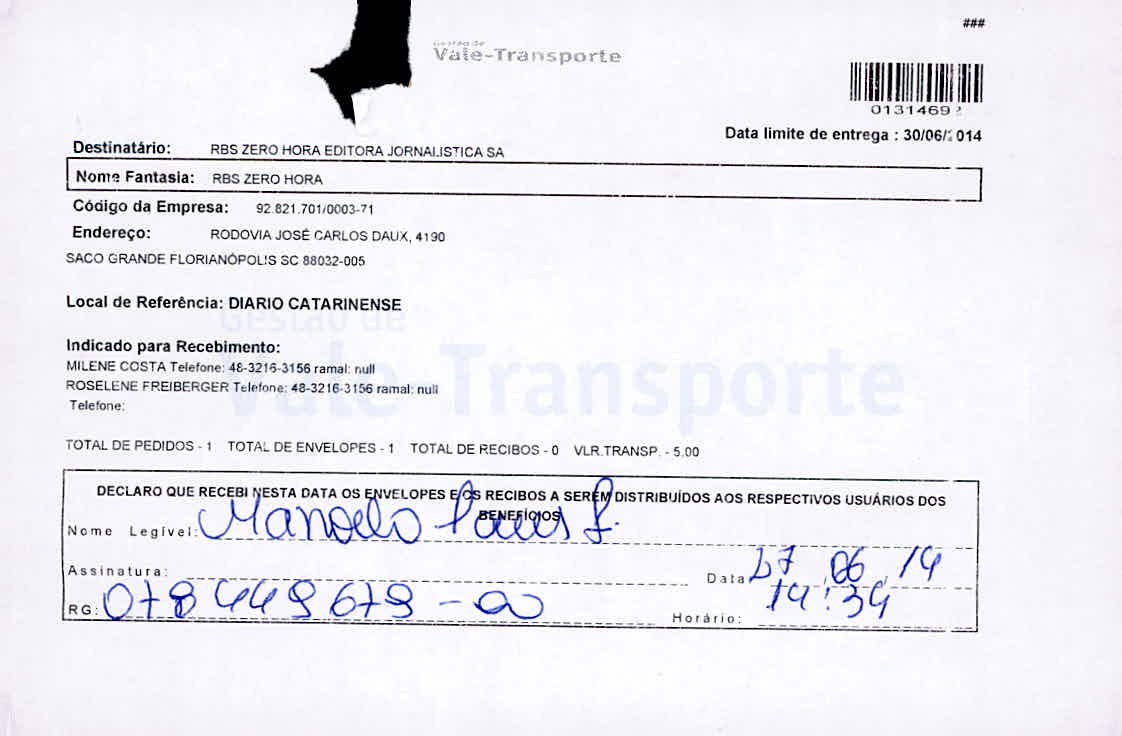 ###
Gestão de
Vale-Transporte
0131469
Data limite de entrega : 30/06/2014
Destinatário: RBS ZERO HORA EDITORA JORNALISTICA SA
Nome Fantasia: RBS ZERO HORA
Código da Empresa: 92.821.701/0003-71
Endereço: RODOVIA JOSÉ CARLOS DAUX, 4190
SACO GRANDE FLORIANÓPOLIS SC 88032-005
Local de Referência: DIARIO CATARINENSE
Gestão de
Vale-Transporte
Indicado para Recebimento:
MILENE COSTA Telefone: 48-3216-3156 ramal: null
ROSELENE FREIBERGER Telefone: 48-3216-3156 ramal: null
Telefone:
TOTAL DE PEDIDOS - 1 TOTAL DE ENVELOPES - 1 TOTAL DE RECIBOS - 0 VLR.TRANSP. - 5.00
DECLARO QUE RECEBI NESTA DATA OS ENVELOPES E/OS RECIBOS A SEREM DISTRIBUÍDOS AOS RESPECTIVOS USUÁRIOS DOS
BENEFÍCIOS
Nome Legível:
Assinatura: Data 27/06/14
RG: 078449679-00 Horário: 14:34